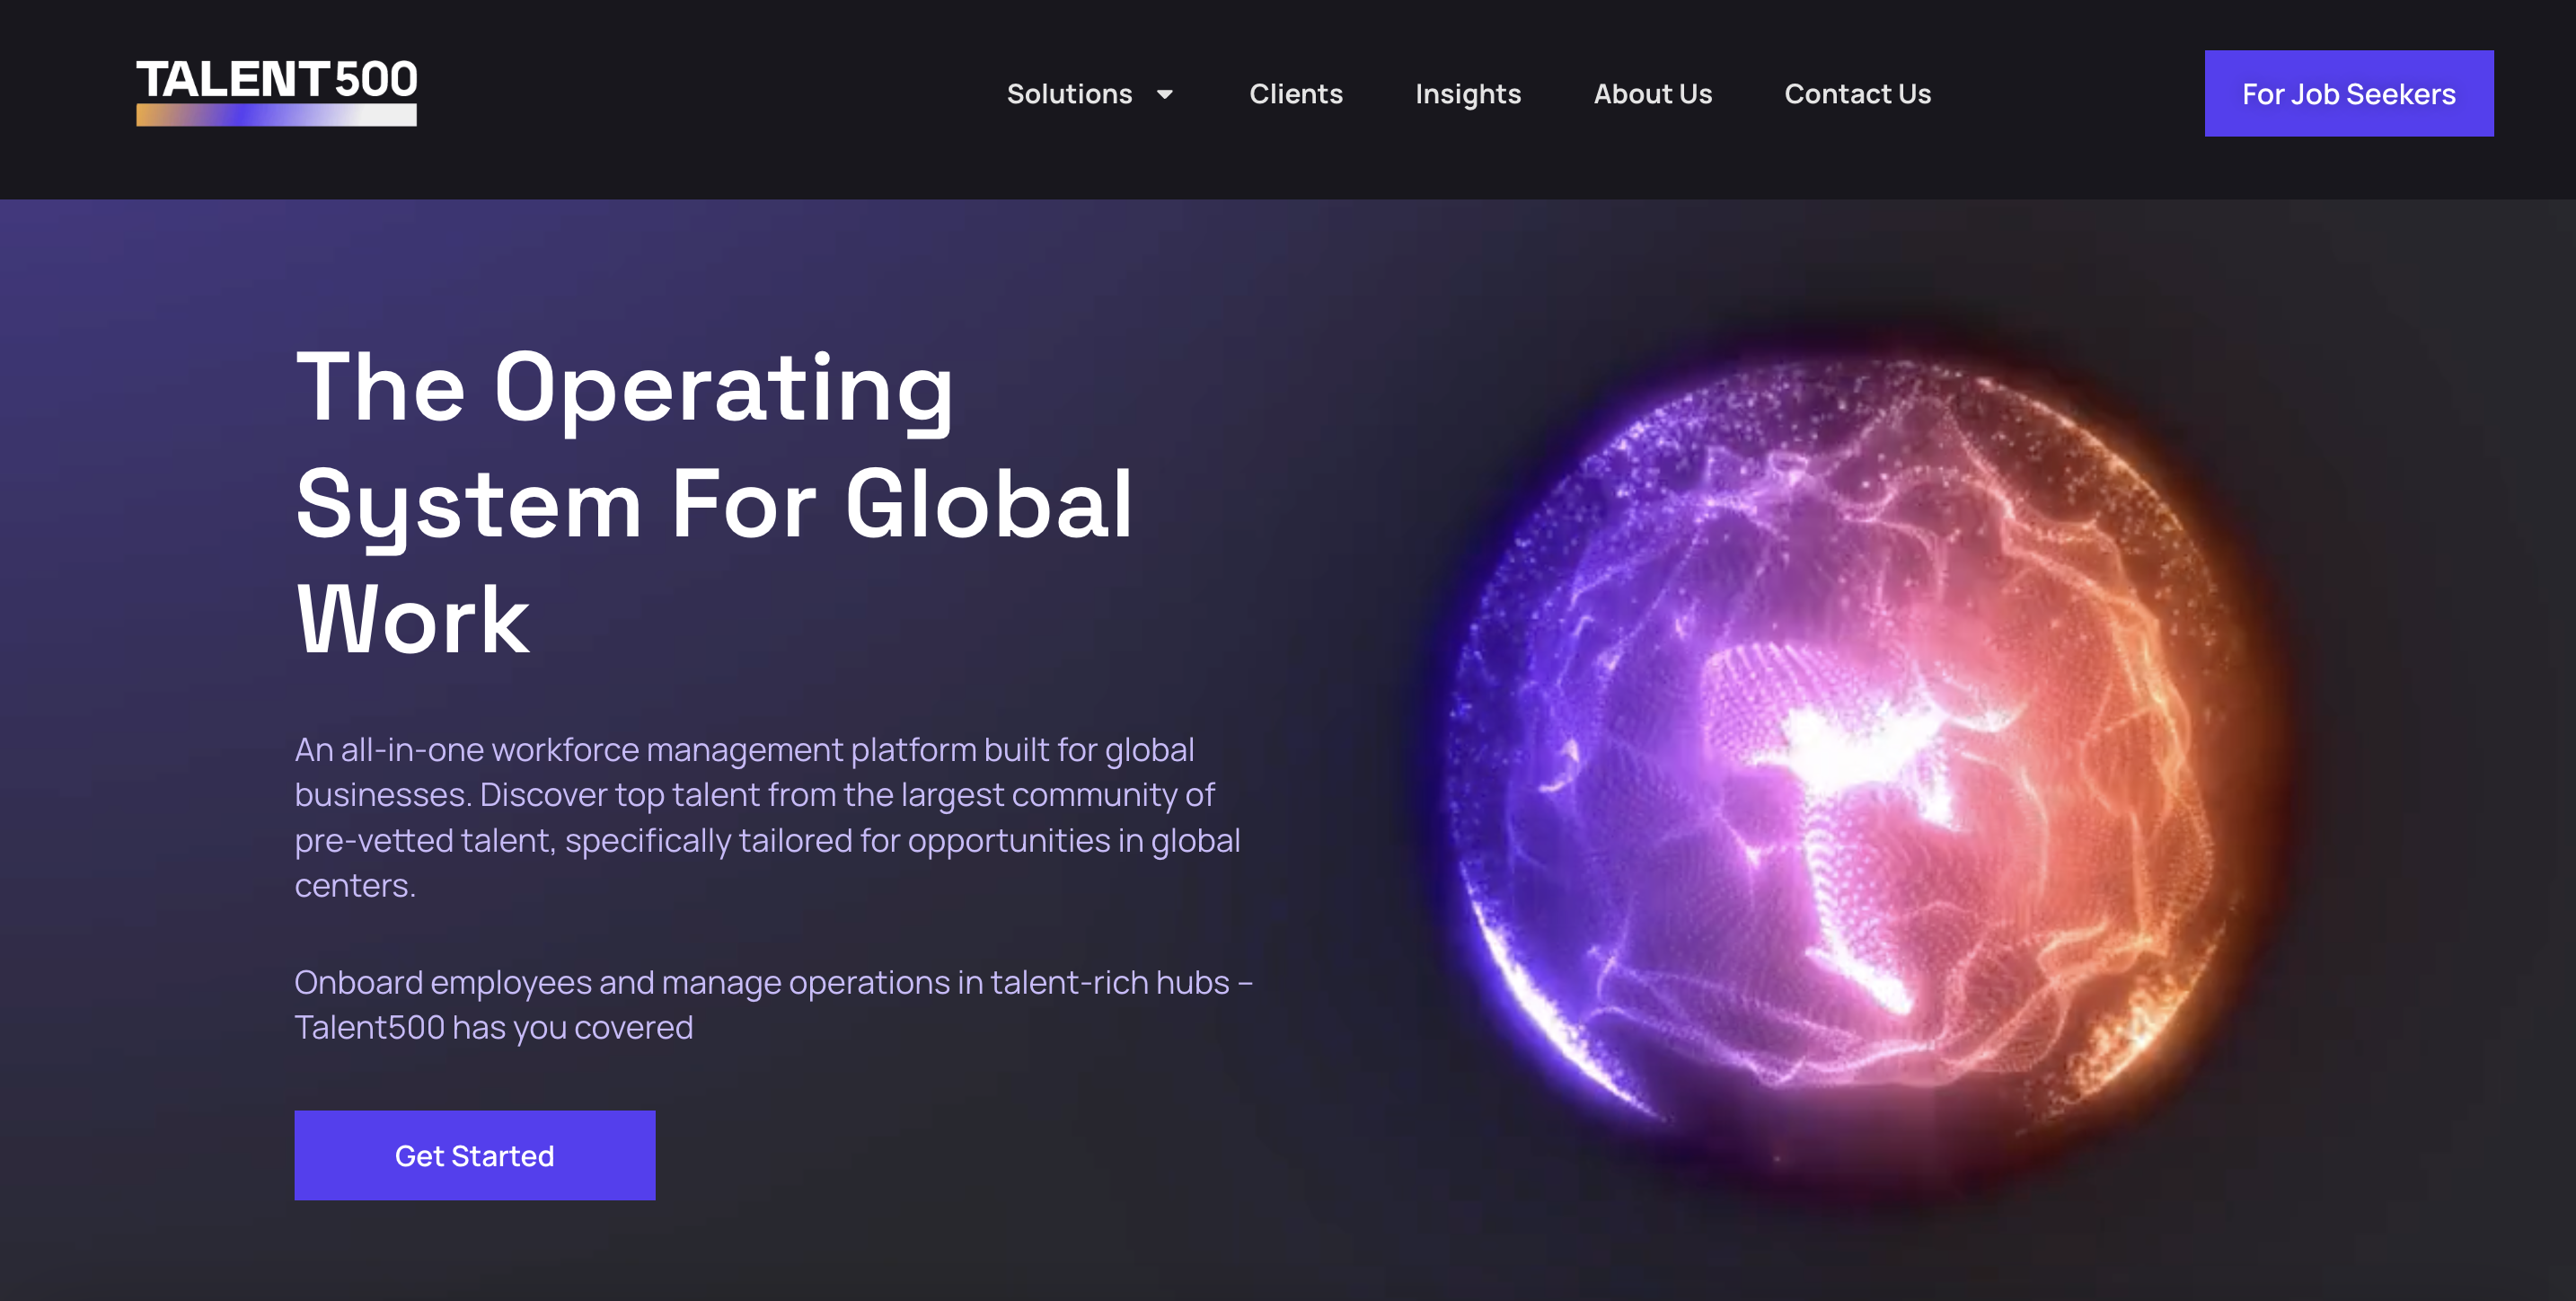 TALENT500
Solutions
Clients
Insights
About Us
Contact Us
For Job Seekers
The Operating
System For Global
Work
An all-in-one workforce management platform built for global
businesses. Discover top talent from the largest community of
pre-vetted talent, specifically tailored for opportunities in global
centers.
Onboard employees and manage operations in talent-rich hubs –
Talent500 has you covered
Get Started